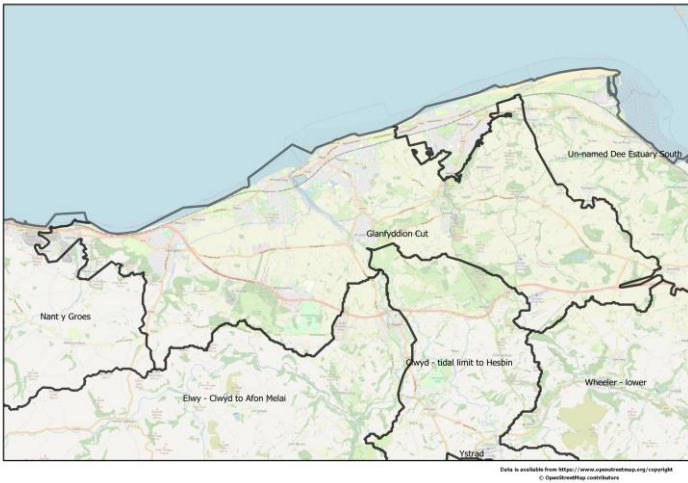 Un-named Dee Estuary South
Glanfyddion Cut
Nant y Groes
Clwyd - tidal limit to Hesbin
Wheeler - lower
Elwy - Clwyd to Afon Melai
Ystrad
Data is available from https://www.openstreetmap.org/copyright
© OpenStreetMap contributors